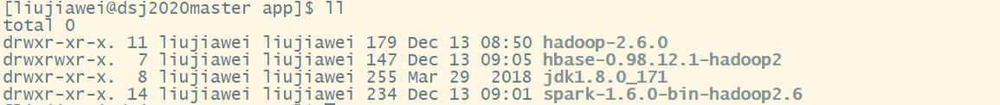 [liujiawei@dsj2020master app]$ ll
total 0
drwxr-xr-x. 11 liujiawei liujiawei 179 Dec 13 08:50 hadoop-2.6.0
drwxrwxr-x.  7 liujiawei liujiawei 147 Dec 13 09:05 hbase-0.98.12.1-hadoop2
drwxr-xr-x.  8 liujiawei liujiawei 255 Mar 29  2018 jdk1.8.0_171
drwxr-xr-x. 14 liujiawei liujiawei 234 Dec 13 09:01 spark-1.6.0-bin-hadoop2.6